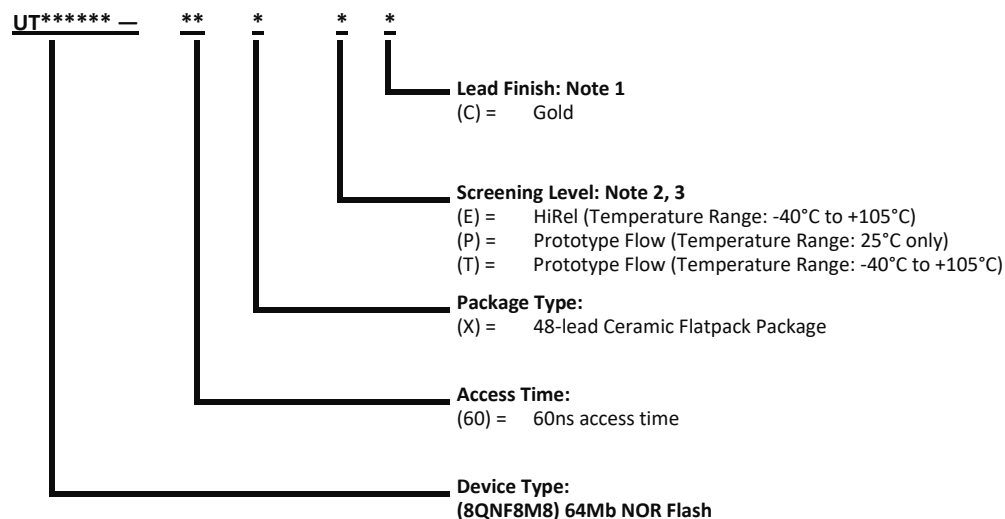 UT****** — ** * * *
Lead Finish: Note 1
(C) = Gold
Screening Level: Note 2, 3
(E) = HiRel (Temperature Range: -40°C to +105°C)
(P) = Prototype Flow (Temperature Range: 25°C only)
(T) = Prototype Flow (Temperature Range: -40°C to +105°C)
Package Type:
(X) = 48-lead Ceramic Flatpack Package
Access Time:
(60) = 60ns access time
Device Type:
(8QNF8M8) 64Mb NOR Flash